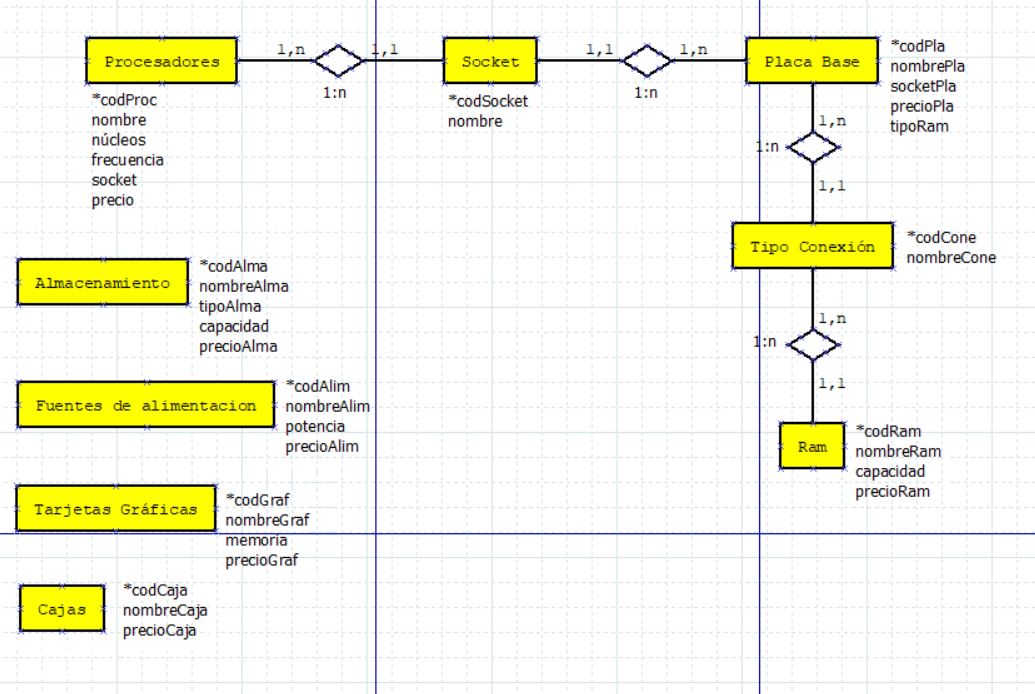 Procesadores
1,n
1,1
1:n
*codProc
nombre
núcleos
frecuencia
socket
precio
Socket
*codSocket
nombre
1,1
1,n
1:n
Placa Base
*codPla
nombrePla
socketPla
precioPla
tipoRam
1,n
1:n
1,1
Tipo Conexión
*codCone
nombreCone
1,n
1:n
1,1
Ram
*codRam
nombreRam
capacidad
precioRam
Almacenamiento
*codAlma
nombreAlma
tipoAlma
capacidad
precioAlma
Fuentes de alimentacion
*codAlim
nombreAlim
potencia
precioAlim
Tarjetas Gráficas
*codGraf
nombreGraf
memoria
precioGraf
Cajas
*codCaja
nombreCaja
precioCaja